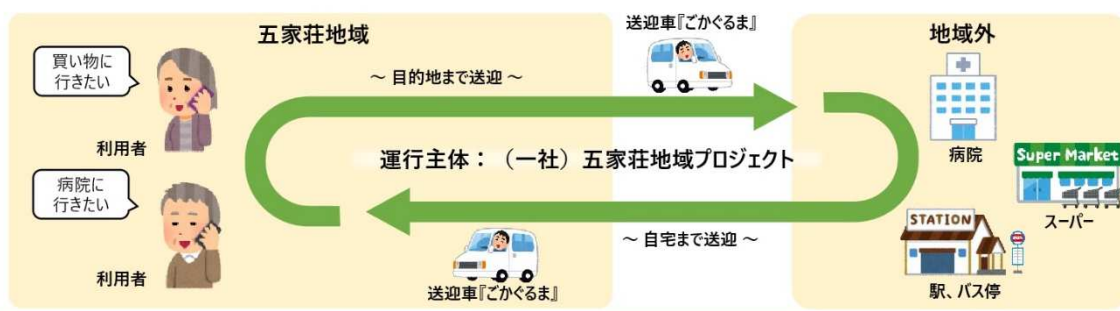 五家荘地域
送迎車『ごかぐるま』
地域外
買い物に
行きたい
～ 目的地まで送迎 ～
利用者
運行主体：（一社）五家荘地域プロジェクト
病院
Super Market
スーパー
病院に
行きたい
利用者
～ 自宅まで送迎 ～
送迎車『ごかぐるま』
STATION
駅、バス停